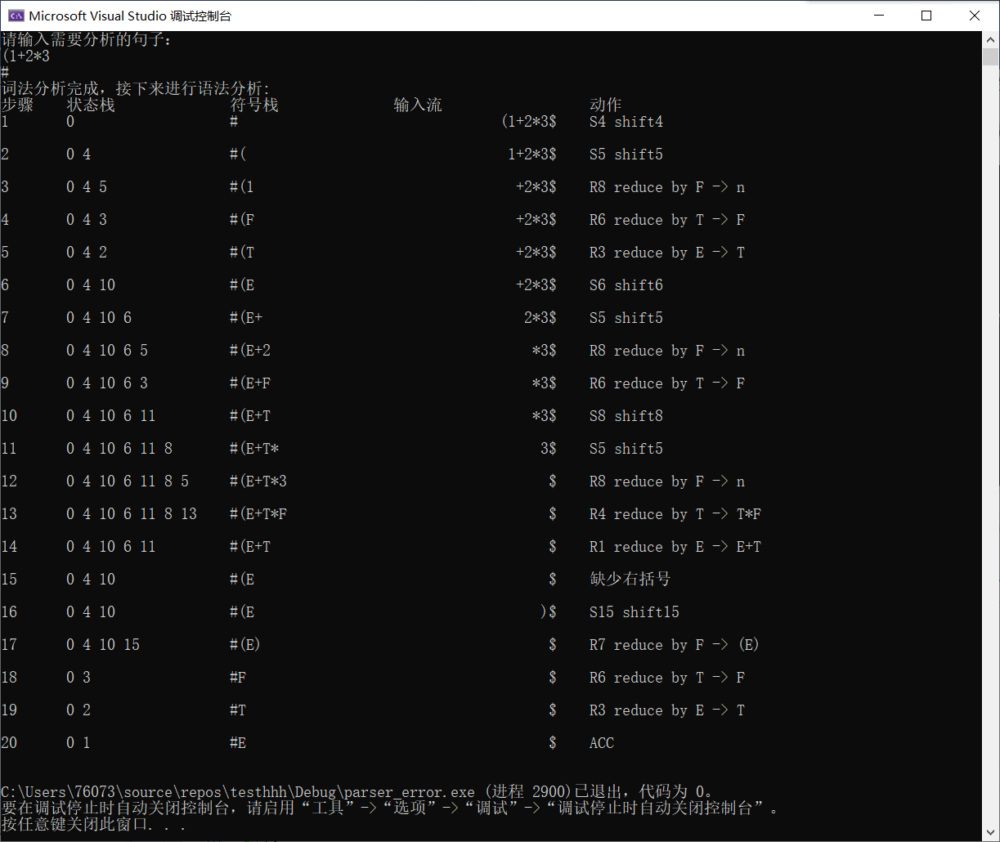 Microsoft Visual Studio 调试控制台
请输入需要分析的句子:
(1+2*3
#
词法分析完成，接下来进行语法分析:
步骤 状态栈 符号栈 输入流 动作
1 0 # (1+2*3$ S4 shift4
2 0 4 #( 1+2*3$ S5 shift5
3 0 4 5 #(1 +2*3$ R8 reduce by F -> n
4 0 4 3 #(F +2*3$ R6 reduce by T -> F
5 0 4 2 #(T +2*3$ R3 reduce by E -> T
6 0 4 10 #(E +2*3$ S6 shift6
7 0 4 10 6 #(E+ 2*3$ S5 shift5
8 0 4 10 6 5 #(E+2 *3$ R8 reduce by F -> n
9 0 4 10 6 3 #(E+F *3$ R6 reduce by T -> F
10 0 4 10 6 11 #(E+T *3$ S8 shift8
11 0 4 10 6 11 8 #(E+T* 3$ S5 shift5
12 0 4 10 6 11 8 5 #(E+T*3 $ R8 reduce by F -> n
13 0 4 10 6 11 8 13 #(E+T*F $ R4 reduce by T -> T*F
14 0 4 10 6 11 #(E+T $ R1 reduce by E -> E+T
15 0 4 10 #(E $ 缺少右括号
16 0 4 10 #(E )$ S15 shift15
17 0 4 10 15 #(E) $ R7 reduce by F -> (E)
18 0 3 #F $ R6 reduce by T -> F
19 0 2 #T $ R3 reduce by E -> T
20 0 1 #E $ ACC
C:\Users\76073\source\repos\testhhh\Debug\parser_error.exe (进程 2900)已退出，代码为 0。
要在调试停止时自动关闭控制台，请启用“工具”->“选项”->“调试”->“调试停止时自动关闭控制台”。
按任意键关闭此窗口. . .